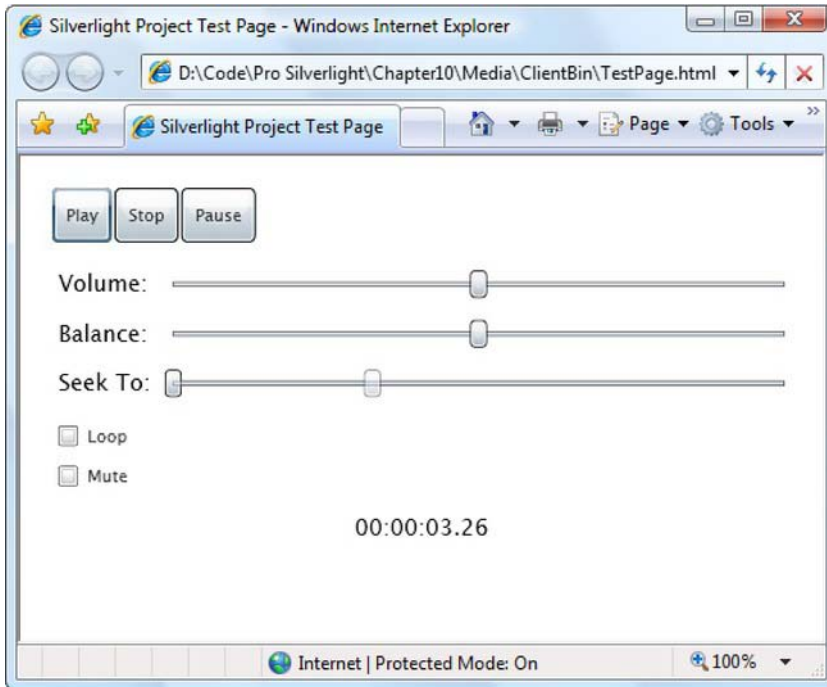 Silverlight Project Test Page - Windows Internet Explorer
D:\Code\Pro Silverlight\Chapter10\Media\ClientBin\TestPage.html
Silverlight Project Test Page
Page
Tools
Play
Stop
Pause
Volume:
Balance:
Seek To:
Loop
Mute
00:00:03.26
Internet | Protected Mode: On
100%